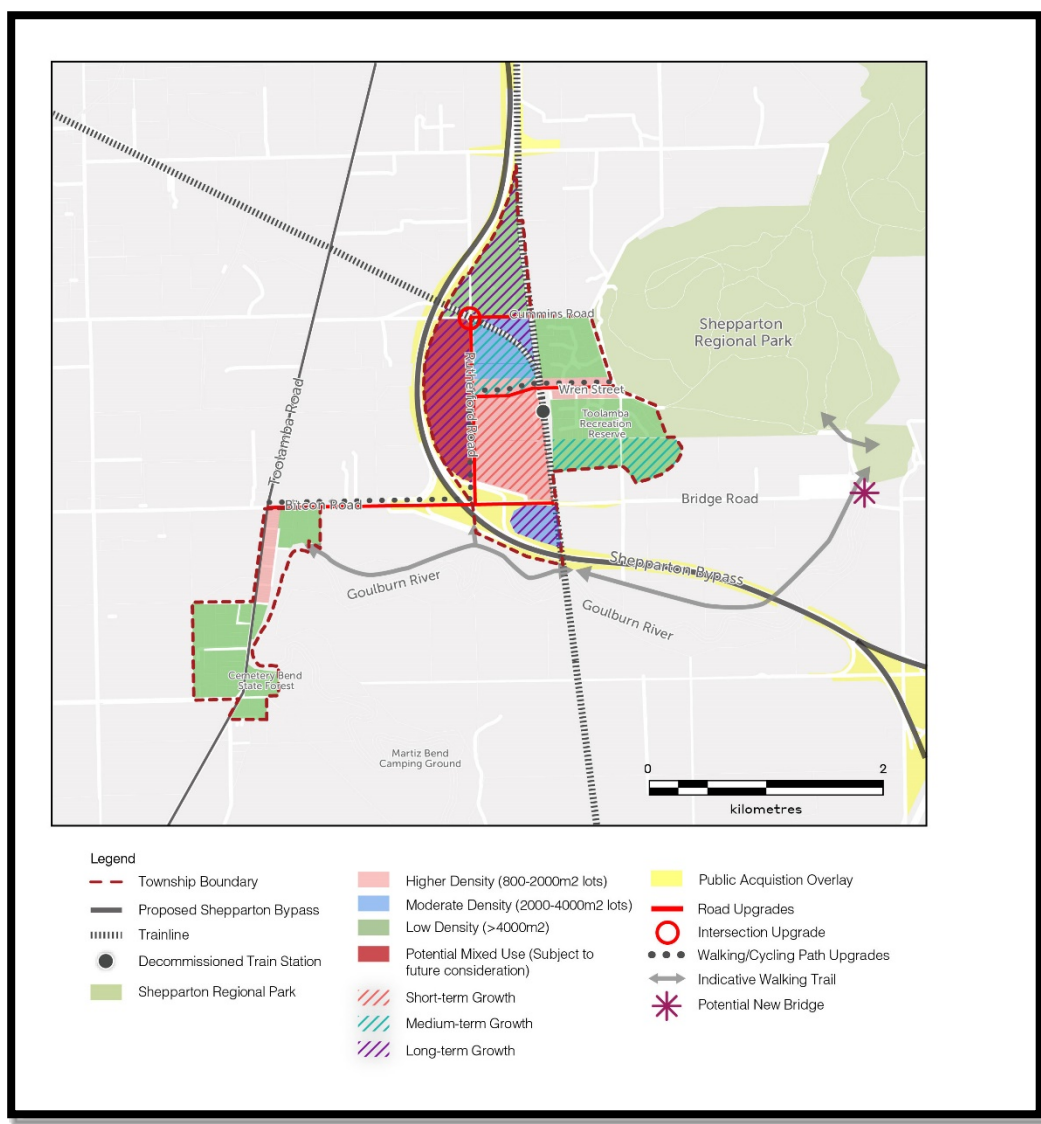 Cummins Road
Shepparton
Regional Park
Rutherford Road
Wren Street
Toolamba
Recreation
Reserve
Toolamba Road
Bridge Road
Bitcon Road
Shepparton Bypass
Goulburn River
Goulburn River
Cemetery Bend
State Forest
Martiz Bend
Camping Ground
0 2
kilometres
Legend
Township Boundary
Proposed Shepparton Bypass
Trainline
Decommissioned Train Station
Shepparton Regional Park
Higher Density (800-2000m2 lots)
Moderate Density (2000-4000m2 lots)
Low Density (>4000m2)
Potential Mixed Use (Subject to
future consideration)
Short-term Growth
Medium-term Growth
Long-term Growth
Public Acquistion Overlay
Road Upgrades
Intersection Upgrade
Walking/Cycling Path Upgrades
Indicative Walking Trail
Potential New Bridge